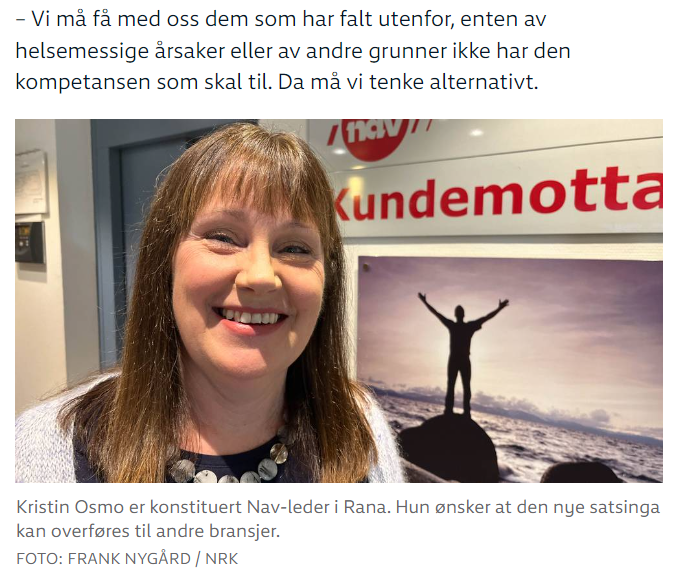 – Vi må få med oss dem som har falt utenfor, enten av
helsemessige årsaker eller av andre grunner ikke har den
kompetansen som skal til. Da må vi tenke alternativt.
nav
Kundemotta
Kristin Osmo er konstituert Nav-leder i Rana. Hun ønsker at den nye satsinga
kan overføres til andre bransjer.
FOTO: FRANK NYGÅRD / NRK